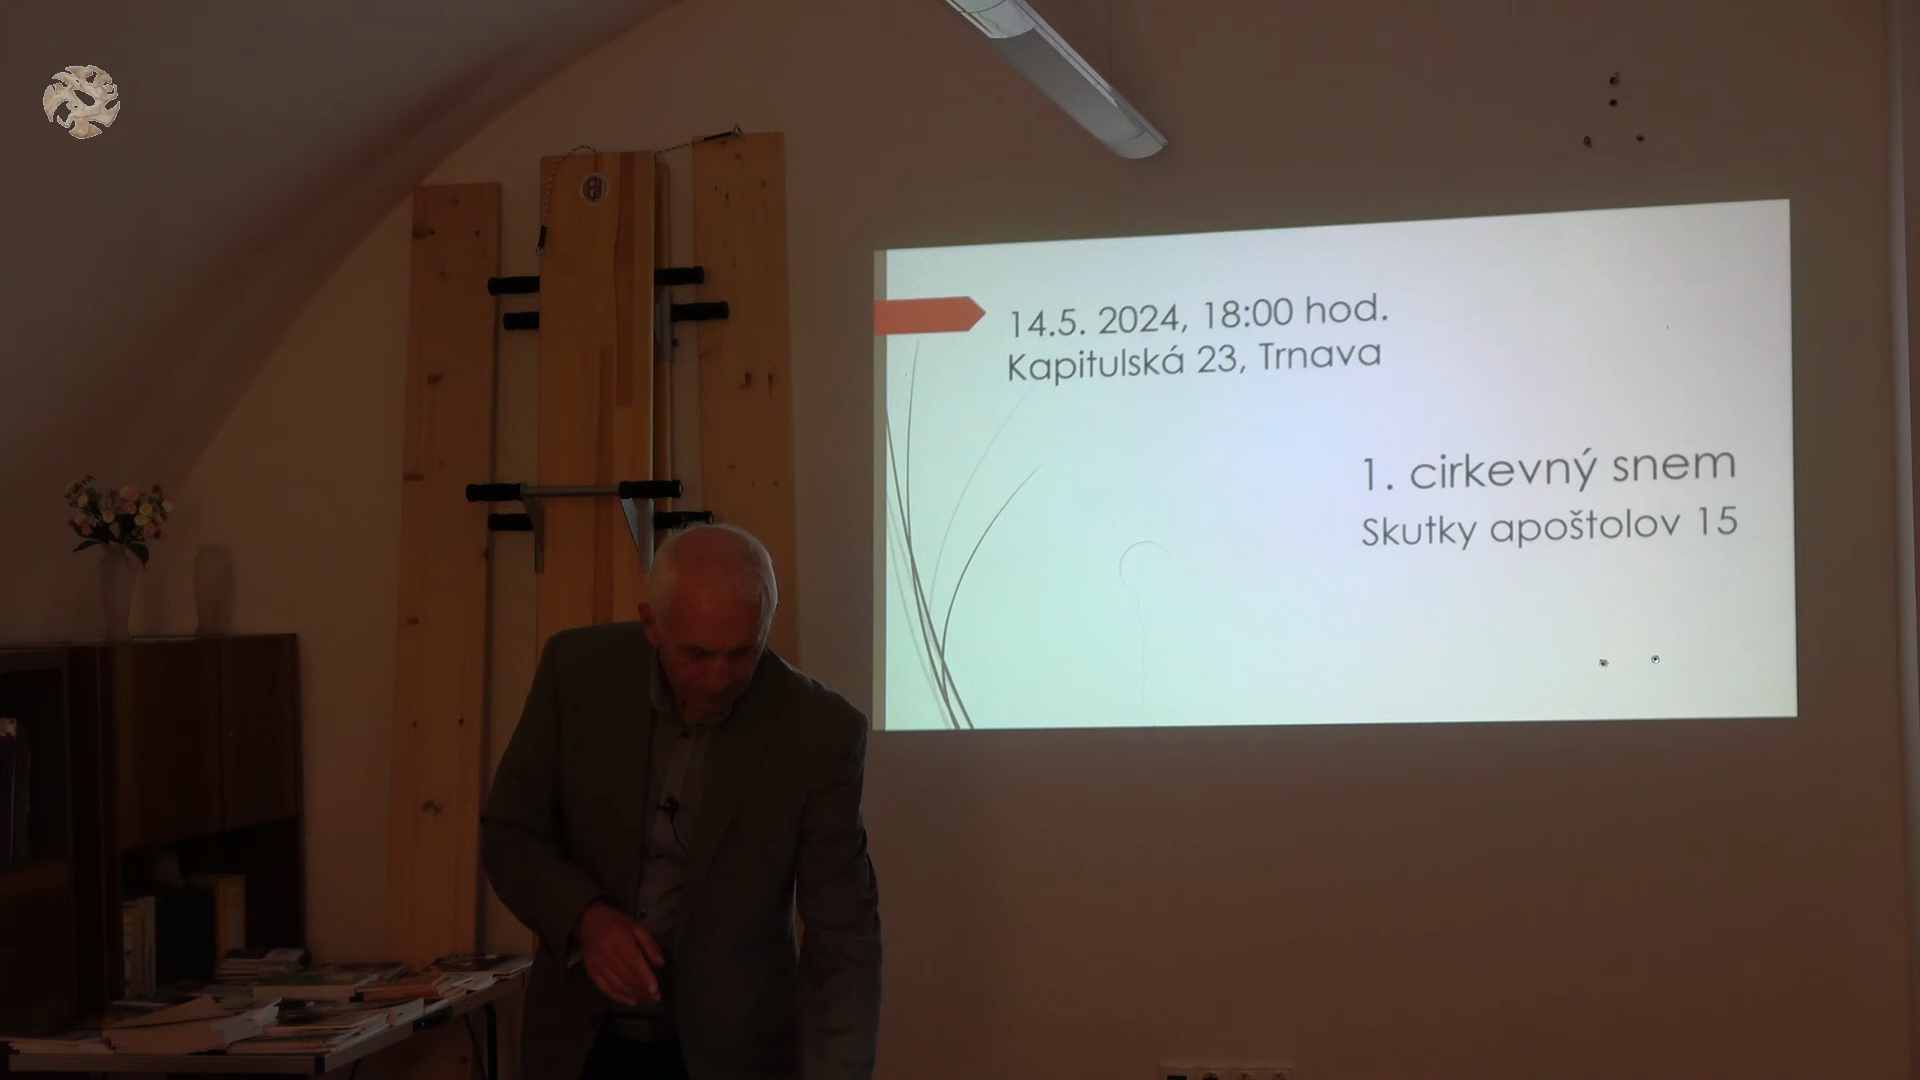 14.5. 2024, 18:00 hod.
Kapitulská 23, Trnava
1. cirkevný snem
Skutky apoštolov 15